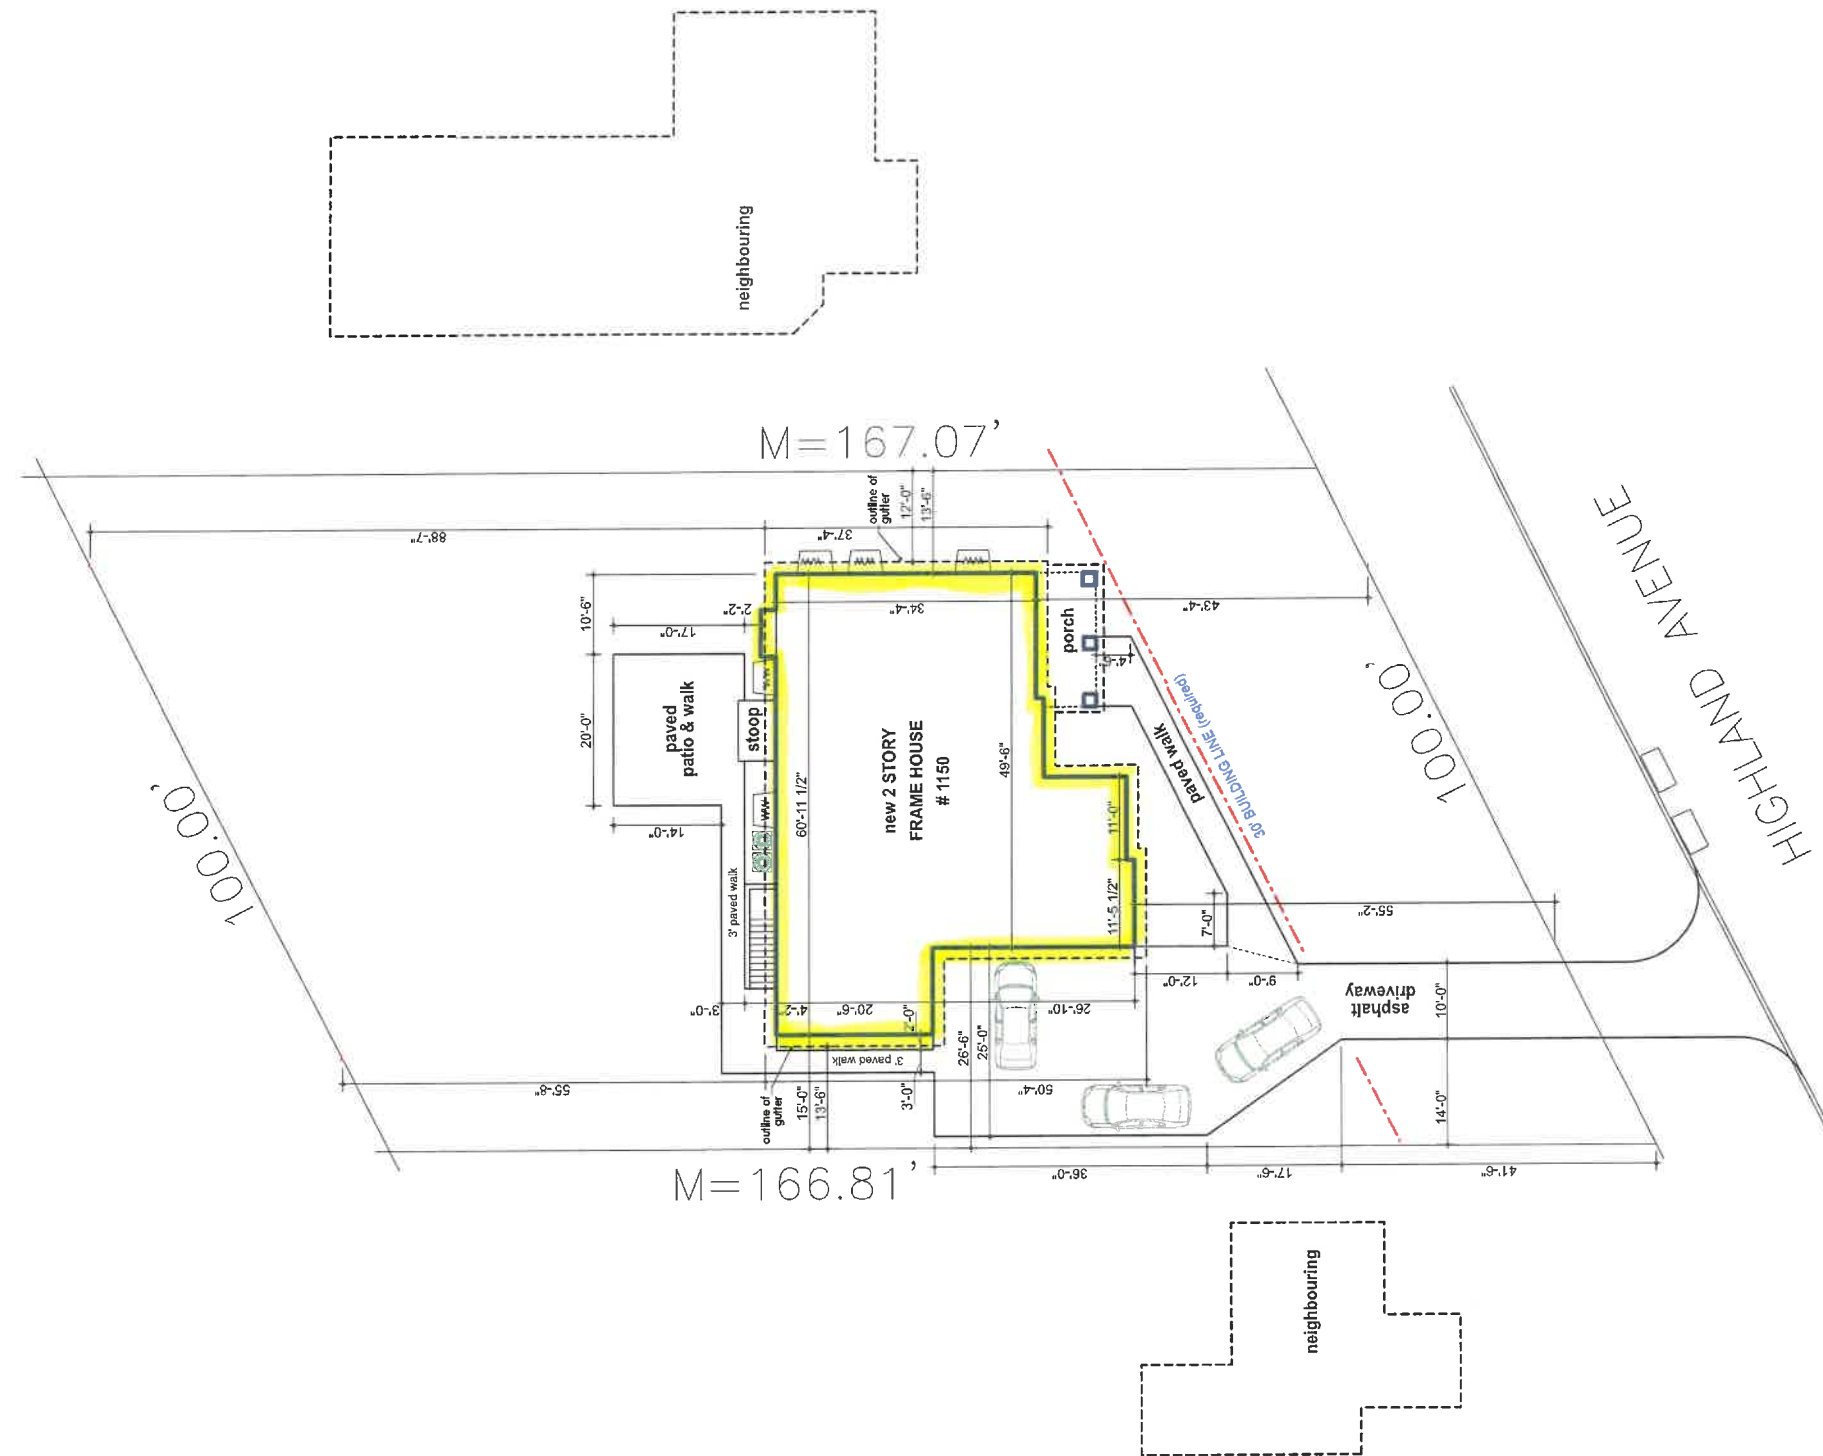 neighbouring
M=167.07'
outline of
gutter
12'-0"
13'-6"
88'-7"
37'-4"
100.00'
10'-6"
17'-0"
2'-2"
34'-4"
43'-4"
porch
4'-6"
20'-0"
paved
patio & walk
stoop
14'-0"
60'-11 1/2"
new 2 STORY
FRAME HOUSE
# 1150
49'-6"
paved walk
30' BUILDING LINE (required)
100.00'
HIGHLAND AVENUE
11'-0"
11'-5 1/2"
7'-0"
55'-2"
3' paved walk
3'-0"
4'-2"
20'-6"
2'-0"
26'-10"
12'-0"
9'-0"
asphalt
driveway
10'-0"
3' paved walk
26'-6"
25'-0"
55'-8"
50'-4"
outline of
gutter
15'-0"
13'-6"
3'-0"
14'-0"
M=166.81'
36'-0"
17'-6"
41'-6"
neighbouring